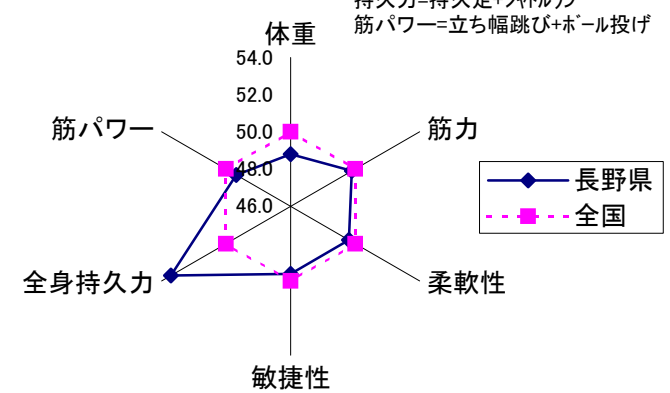 筋パワー=立ち幅跳び+ボール投げ
体重
54.0
52.0
50.0
48.0
46.0
筋パワー
筋力
長野県
全国
全身持久力
柔軟性
敏捷性